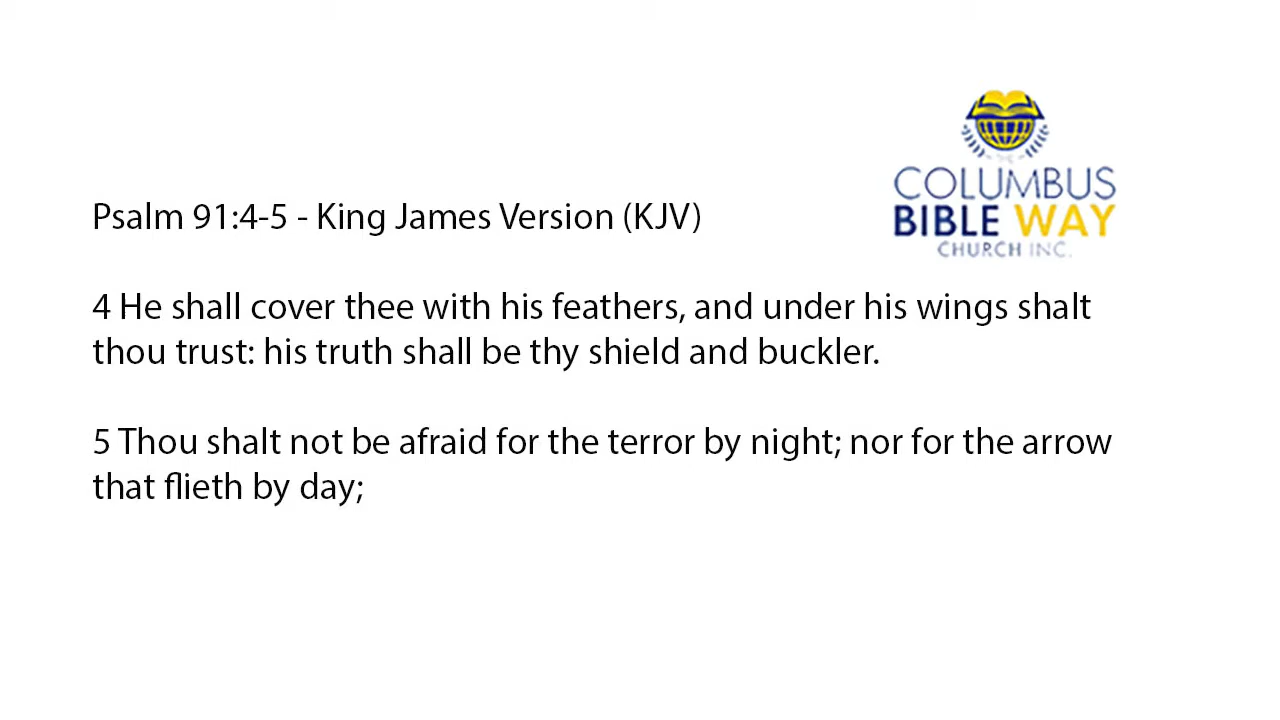 COLUMBUS
BIBLE WAY
CHURCH INC.
Psalm 91:4-5 - King James Version (KJV)
4 He shall cover thee with his feathers, and under his wings shalt
thou trust: his truth shall be thy shield and buckler.
5 Thou shalt not be afraid for the terror by night; nor for the arrow
that flieth by day;